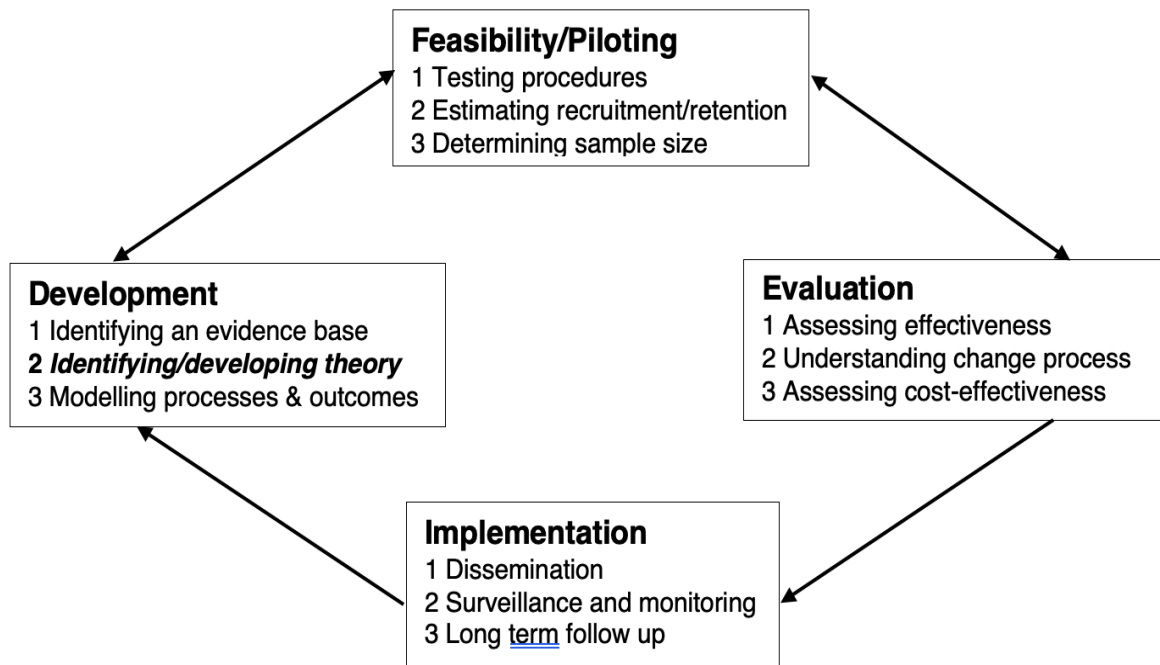 Feasibility/Piloting
1 Testing procedures
2 Estimating recruitment/retention
3 Determining sample size
Development
1 Identifying an evidence base
2 Identifying/developing theory
3 Modelling processes & outcomes
Evaluation
1 Assessing effectiveness
2 Understanding change process
3 Assessing cost-effectiveness
Implementation
1 Dissemination
2 Surveillance and monitoring
3 Long term follow up